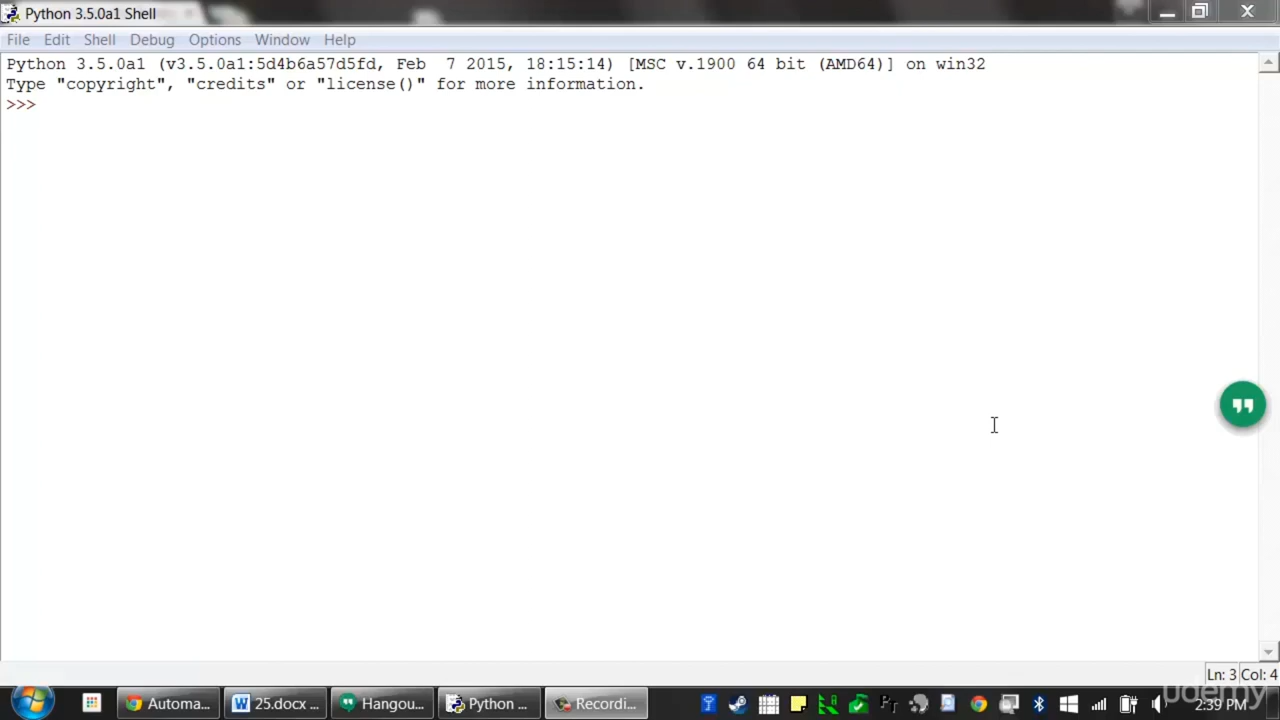 Python 3.5.0a1 Shell
File Edit Shell Debug Options Window Help
Python 3.5.0a1 (v3.5.0a1:5d4b6a57d5fd, Feb  7 2015, 18:15:14) [MSC v.1900 64 bit (AMD64)] on win32
Type "copyright", "credits" or "license()" for more information.
>>>
Ln: 3 Col: 4
Automa... 25.docx ... Hangou... Python ... Recordi... 2:39 PM
udemy